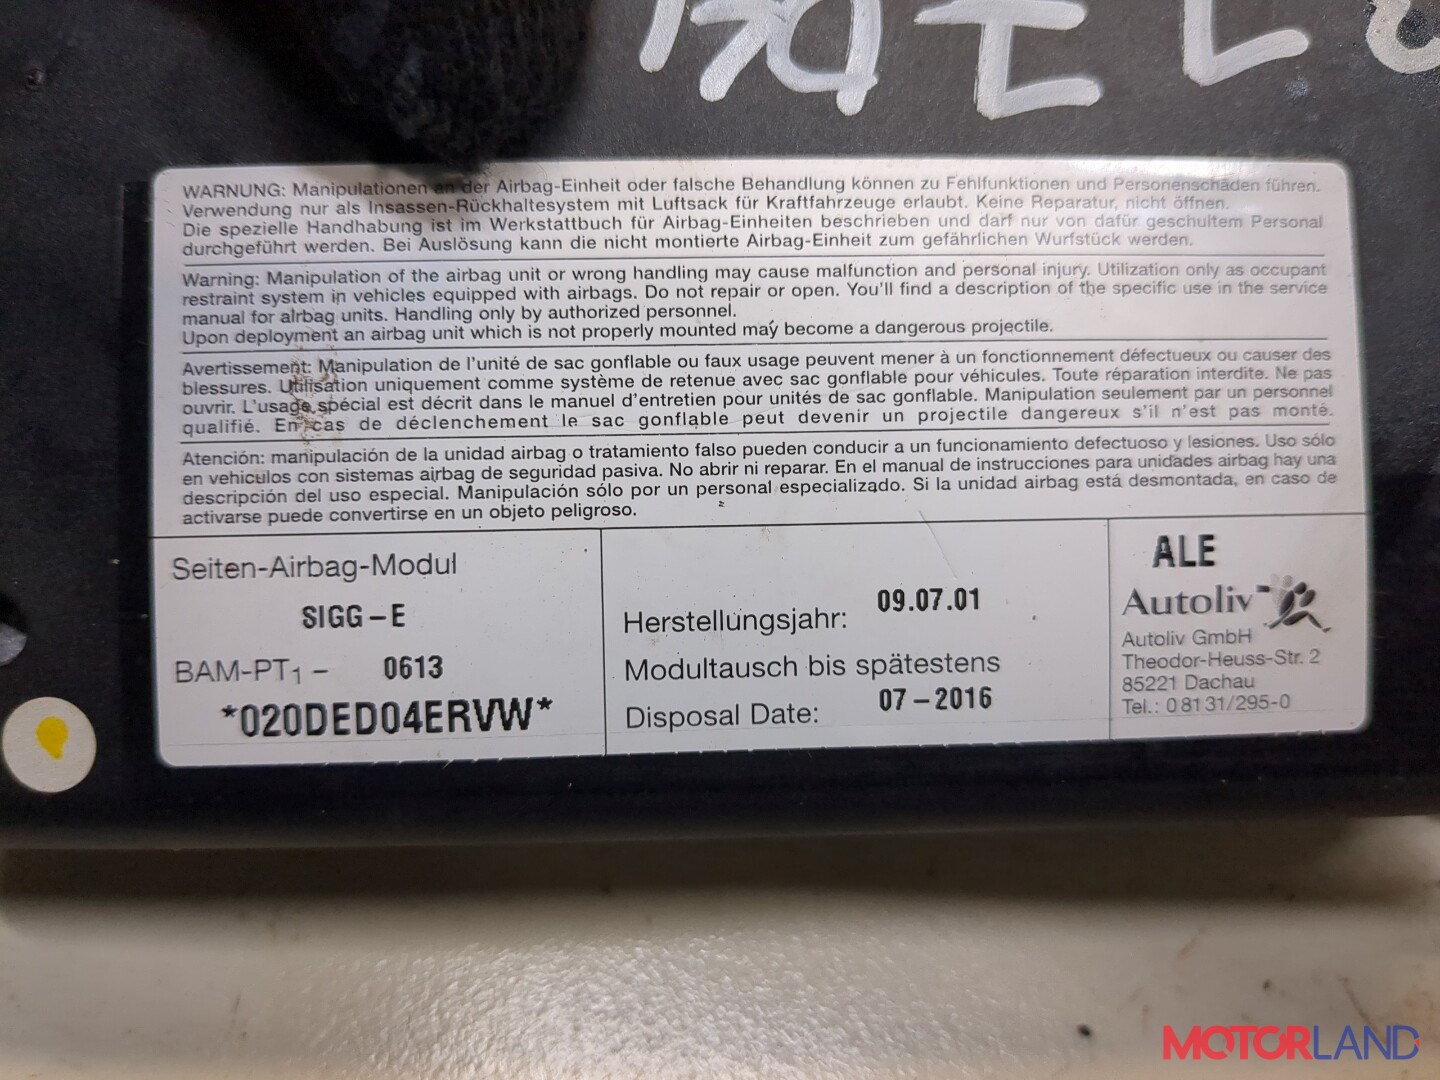 WARNUNG: Manipulationen an der Airbag-Einheit oder falsche Behandlung können zu Fehlfunktionen und Personenschäden führen.
Verwendung nur als Insassen-Rückhaltesystem mit Luftsack für Kraftfahrzeuge erlaubt. Keine Reparatur, nicht öffnen.
Die spezielle Handhabung ist im Werkstattbuch für Airbag-Einheiten beschrieben und darf nur von dafür geschultem Personal
durchgeführt werden. Bei Auslösung kann die nicht montierte Airbag-Einheit zum gefährlichen Wurfstück werden.
Warning: Manipulation of the airbag unit or wrong handling may cause malfunction and personal injury. Utilization only as occupant
restraint system in vehicles equipped with airbags. Do not repair or open. You'll find a description of the specific use in the service
manual for airbag units. Handling only by authorized personnel.
Upon deployment an airbag unit which is not properly mounted may become a dangerous projectile.
Avertissement: Manipulation de l'unité de sac gonflable ou faux usage peuvent mener à un fonctionnement défectueux ou causer des
blessures. Utilisation uniquement comme système de retenue avec sac gonflable pour véhicules. Toute réparation interdite. Ne pas
ouvrir. L'usage spécial est décrit dans le manuel d'entretien pour unités de sac gonflable. Manipulation seulement par un personnel
qualifié. En cas de déclenchement le sac gonflable peut devenir un projectile dangereux s'il n'est pas monté.
Atención: manipulación de la unidad airbag o tratamiento falso pueden conducir a un funcionamiento defectuoso y lesiones. Uso sólo
en vehiculos con sistemas airbag de seguridad pasiva. No abrir ni reparar. En el manual de instrucciones para unidades airbag hay una
descripción del uso especial. Manipulación sólo por un personal especializado. Si la unidad airbag está desmontada, en caso de
activarse puede convertirse en un objeto peligroso.
Seiten-Airbag-Modul
SIGG-E
BAM-PT1- 0613
*020DED04ERVW*
Herstellungsjahr: 09.07.01
Modultausch bis spätestens
Disposal Date: 07-2016
ALE
Autoliv
Autoliv GmbH
Theodor-Heuss-Str. 2
85221 Dachau
Tel.: 0 81 31/295-0
MOTORLAND